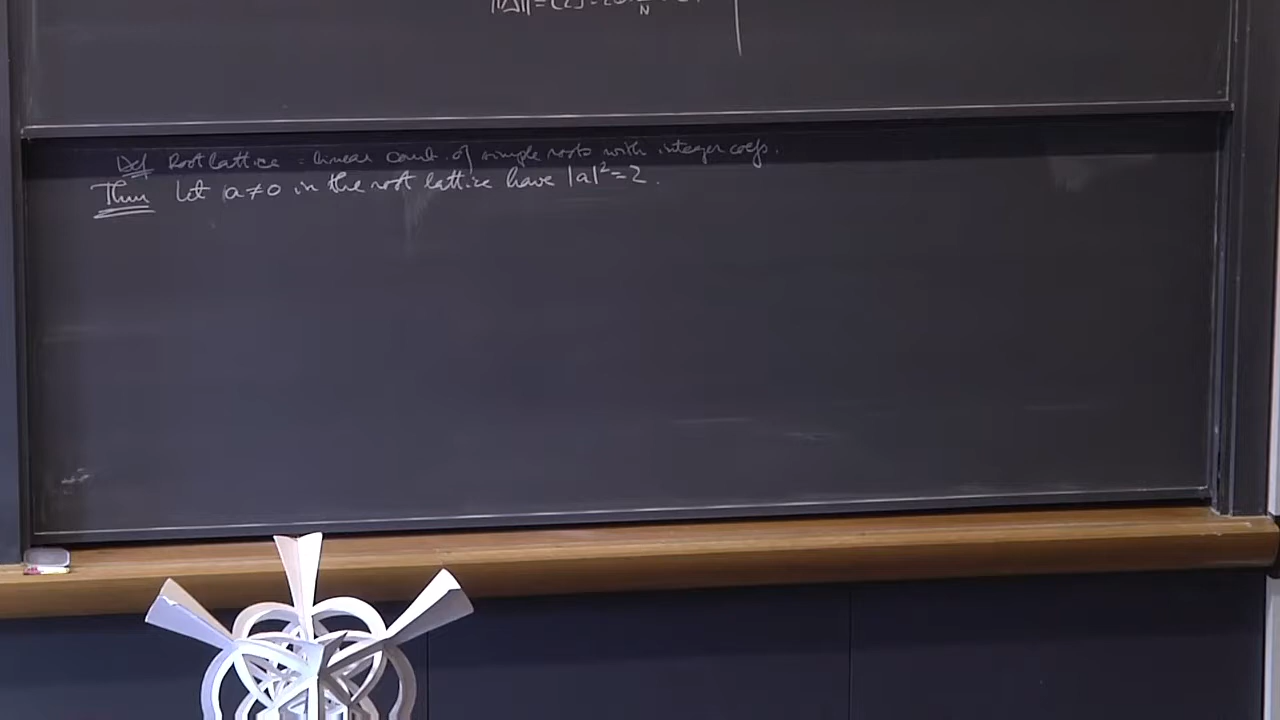 Def Root lattice = linear comb. of simple roots with integer coefs.
Thm Let a≠0 in the root lattice have |a|²=2.